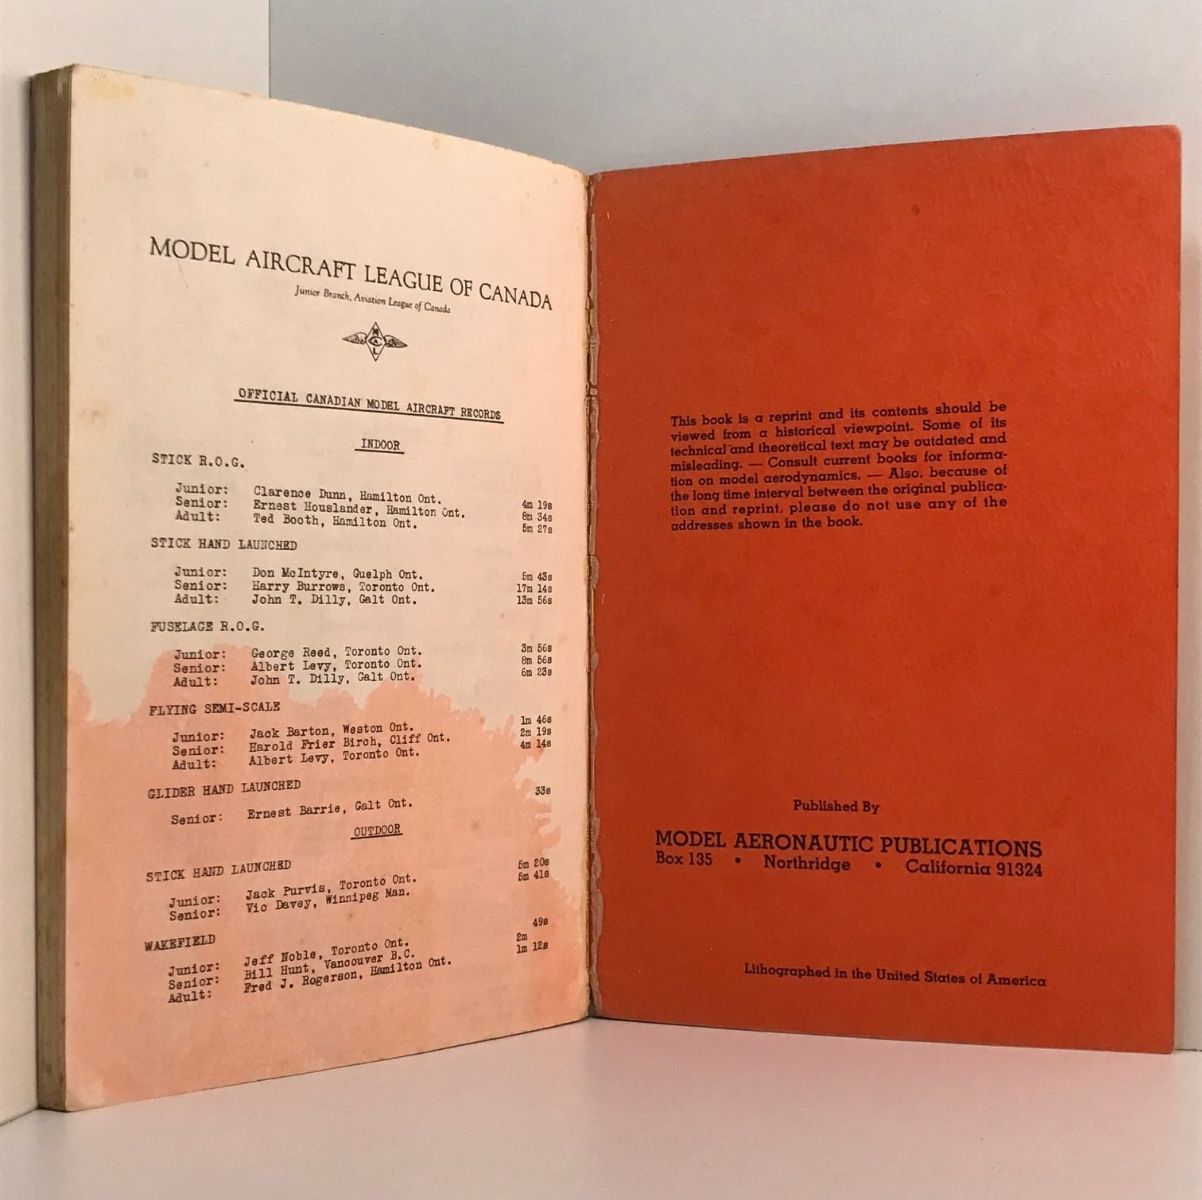 MODEL AIRCRAFT LEAGUE OF CANADA
Junior Branch, Aviation League of Canada
M
A C
L
OFFICIAL CANADIAN MODEL AIRCRAFT RECORDS
INDOOR
STICK R.O.G.
Junior: Clarence Dunn, Hamilton Ont. 4m 19s
Senior: Ernest Houslander, Hamilton Ont. 8m 34s
Adult: Ted Booth, Hamilton Ont. 5m 27s
STICK HAND LAUNCHED
Junior: Don McIntyre, Guelph Ont. 5m 43s
Senior: Harry Burrows, Toronto Ont. 17m 14s
Adult: John T. Dilly, Galt Ont. 13m 56s
FUSELAGE R.O.G.
Junior: George Reed, Toronto Ont. 3m 56s
Senior: Albert Levy, Toronto Ont. 8m 56s
Adult: John T. Dilly, Galt Ont. 6m 23s
FLYING SEMI-SCALE
Junior: Jack Barton, Weston Ont. 1m 46s
Senior: Harold Frier Birch, Cliff Ont. 2m 19s
Adult: Albert Levy, Toronto Ont. 4m 14s
GLIDER HAND LAUNCHED
Senior: Ernest Barrie, Galt Ont. 33s
OUTDOOR
STICK HAND LAUNCHED
Junior: Jack Purvis, Toronto Ont. 5m 20s
Senior: Vic Davey, Winnipeg Man. 5m 41s
WAKEFIELD
Junior: Jeff Noble, Toronto Ont. 49s
Senior: Bill Hunt, Vancouver B.C. 2m
Adult: Fred J. Rogerson, Hamilton Ont. 1m 12s
This book is a reprint and its contents should be
viewed from a historical viewpoint. Some of its
technical and theoretical text may be outdated and
misleading. — Consult current books for informa-
tion on model aerodynamics. — Also, because of
the long time interval between the original publica-
tion and reprint, please do not use any of the
addresses shown in the book.
Published By
MODEL AERONAUTIC PUBLICATIONS
Box 135 • Northridge • California 91324
Lithographed in the United States of America